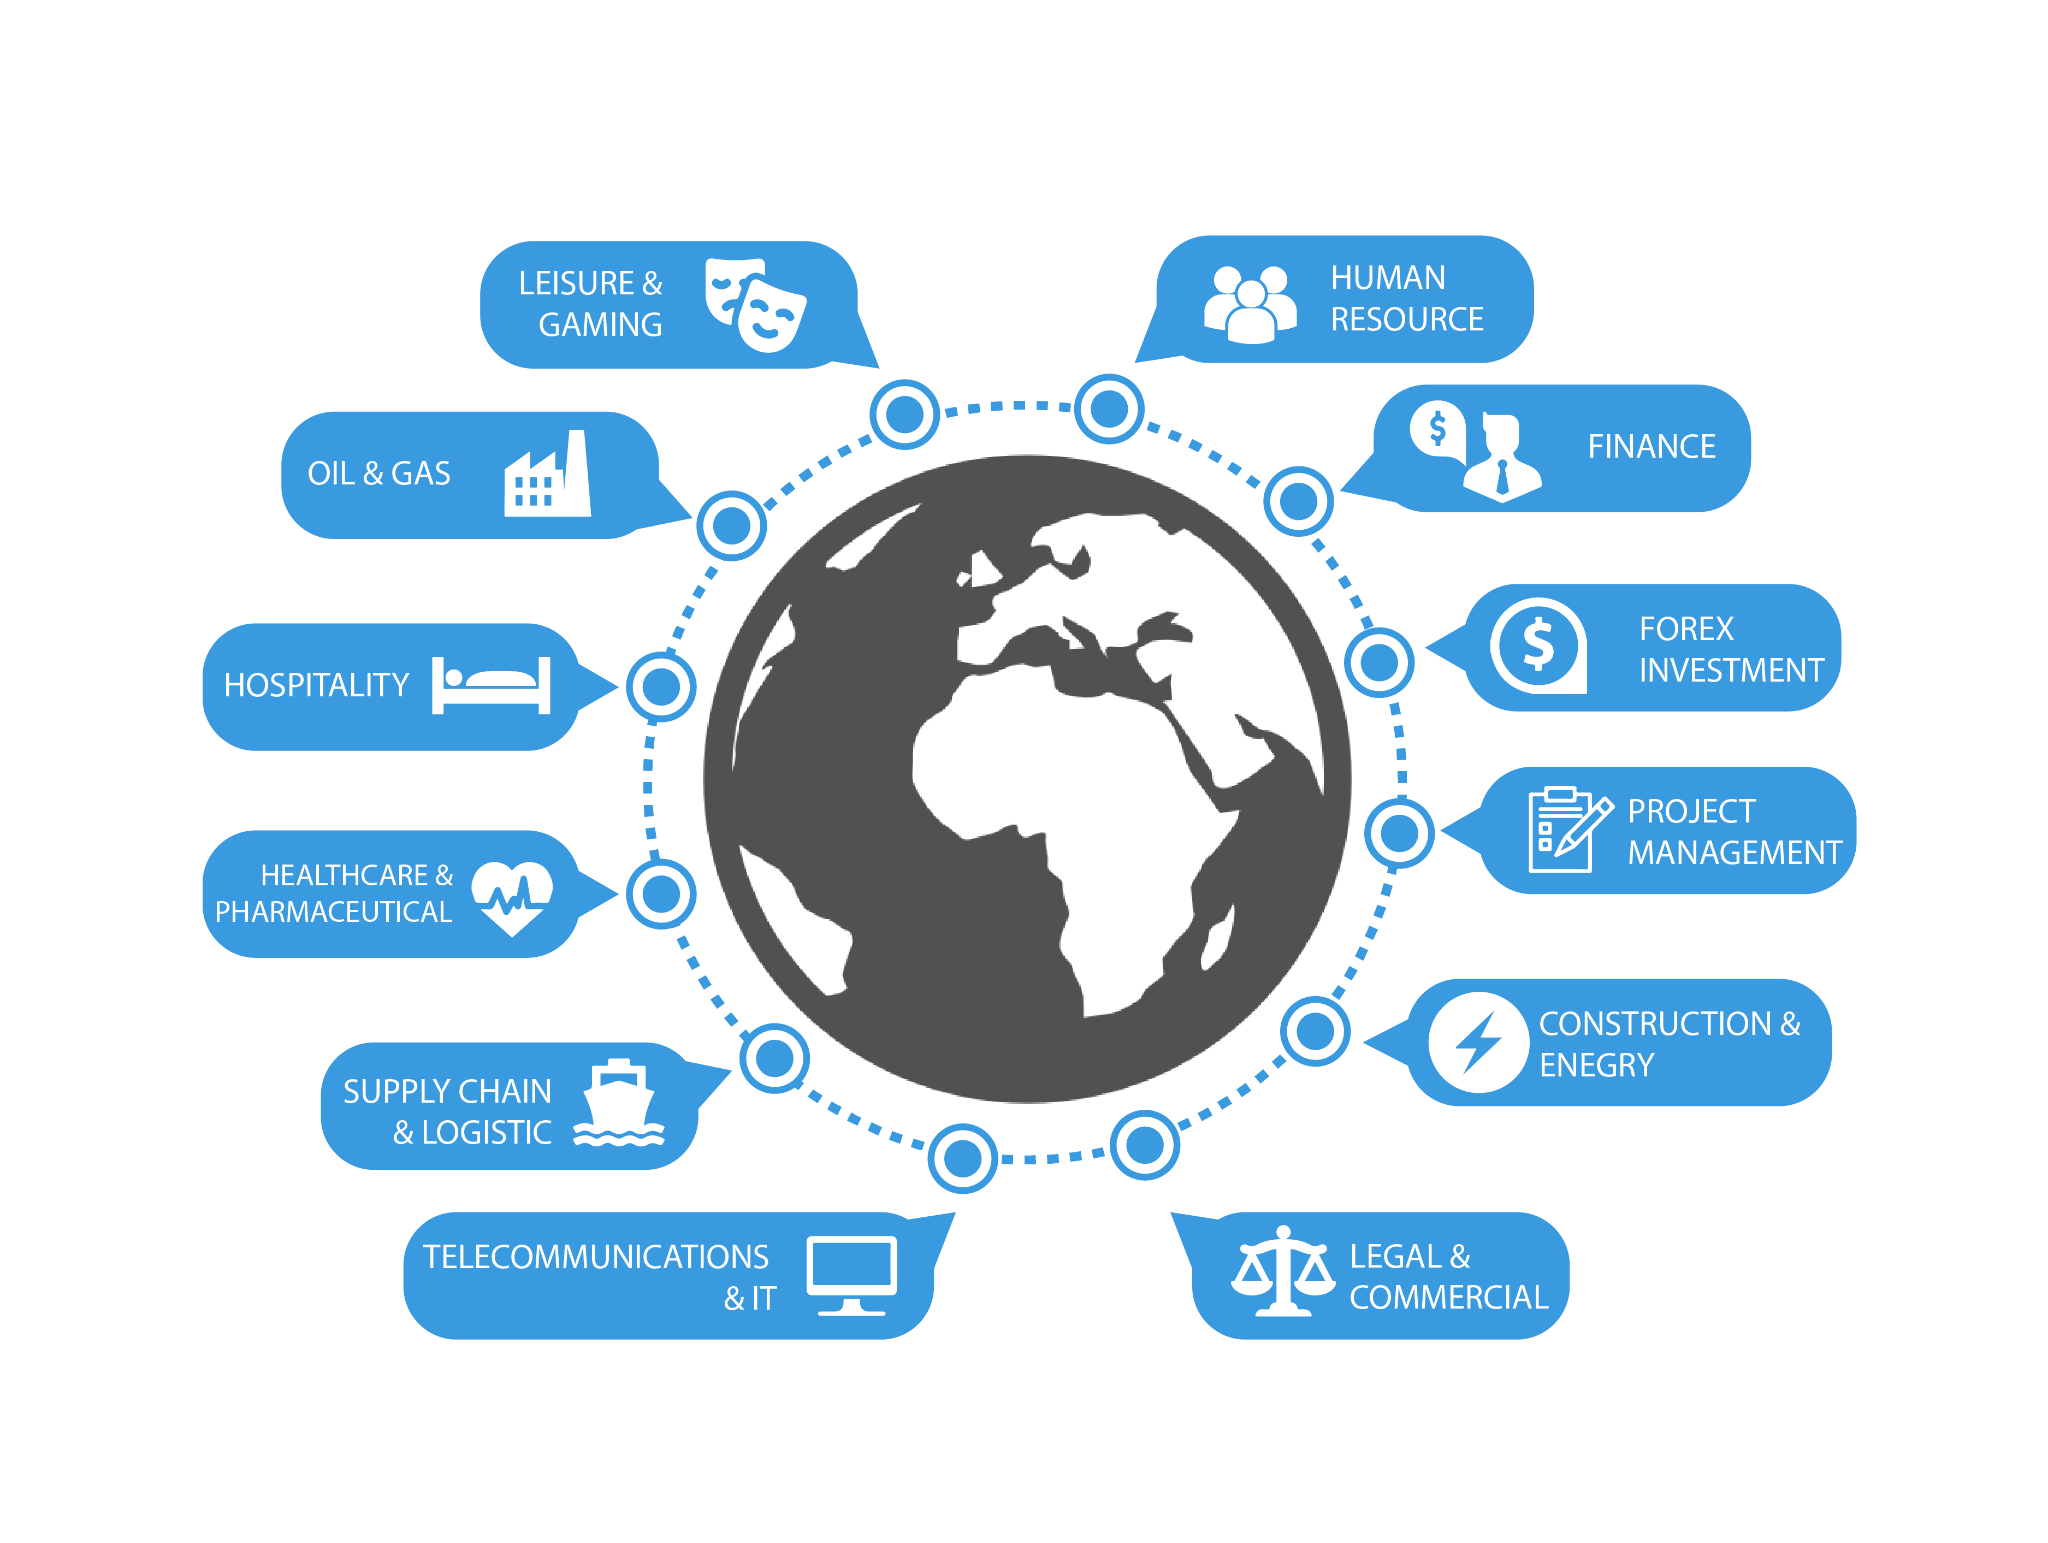 LEISURE &
GAMING
HUMAN
RESOURCE
FINANCE
OIL & GAS
FOREX
INVESTMENT
HOSPITALITY
PROJECT
MANAGEMENT
HEALTHCARE &
PHARMACEUTICAL
CONSTRUCTION &
ENEGRY
SUPPLY CHAIN
& LOGISTIC
TELECOMMUNICATIONS
& IT
LEGAL &
COMMERCIAL
$
$